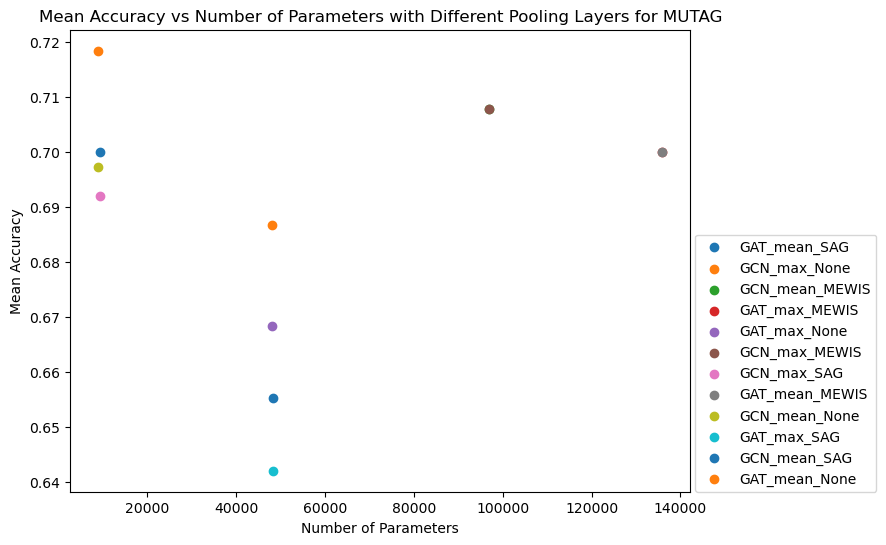 Mean Accuracy vs Number of Parameters with Different Pooling Layers for MUTAG
0.72
0.71
0.70
0.69
0.68
0.67
0.66
0.65
0.64
Mean Accuracy
20000 40000 60000 80000 100000 120000 140000
Number of Parameters
GAT_mean_SAG
GCN_max_None
GCN_mean_MEWIS
GAT_max_MEWIS
GAT_max_None
GCN_max_MEWIS
GCN_max_SAG
GAT_mean_MEWIS
GCN_mean_None
GAT_max_SAG
GCN_mean_SAG
GAT_mean_None